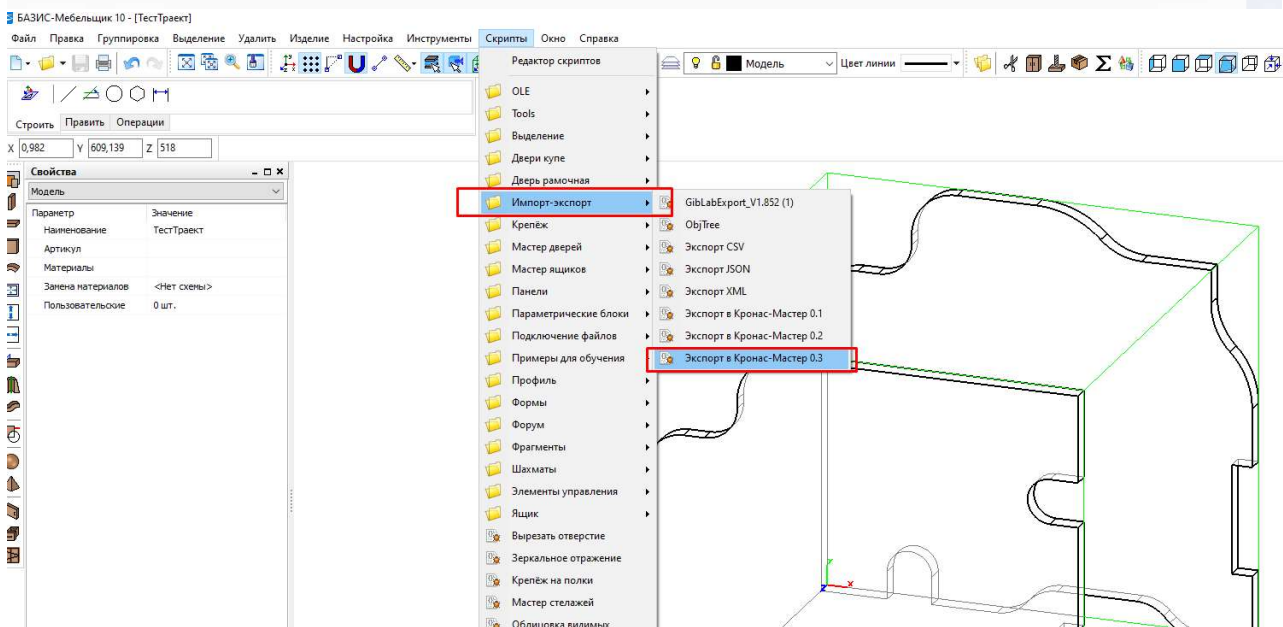 БАЗИС-Мебельщик 10 - [ТестТраект]
Файл Правка Группировка Выделение Удалить Изделие Настройка Инструменты Скрипты Окно Справка
Редактор скриптов
Модель
Цвет линии
Строить Править Операции
X 0,982 Y 609,139 Z 518
Свойства
Модель
Параметр Значение
Наименование ТестТраект
Артикул
Материалы
Замена материалов <Нет схемы>
Пользовательские 0 шт.
OLE
Tools
Выделение
Двери купе
Дверь рамочная
Импорт-экспорт
Крепёж
Мастер дверей
Мастер ящиков
Панели
Параметрические блоки
Подключение файлов
Примеры для обучения
Профиль
Формы
Форум
Фрагменты
Шахматы
Элементы управления
Ящик
Вырезать отверстие
Зеркальное отражение
Крепёж на полки
Мастер стелажей
Облицовка видимых
GibLabExport_V1.852 (1)
ObjTree
Экспорт CSV
Экспорт JSON
Экспорт XML
Экспорт в Кронас-Мастер 0.1
Экспорт в Кронас-Мастер 0.2
Экспорт в Кронас-Мастер 0.3
Y
X
Z